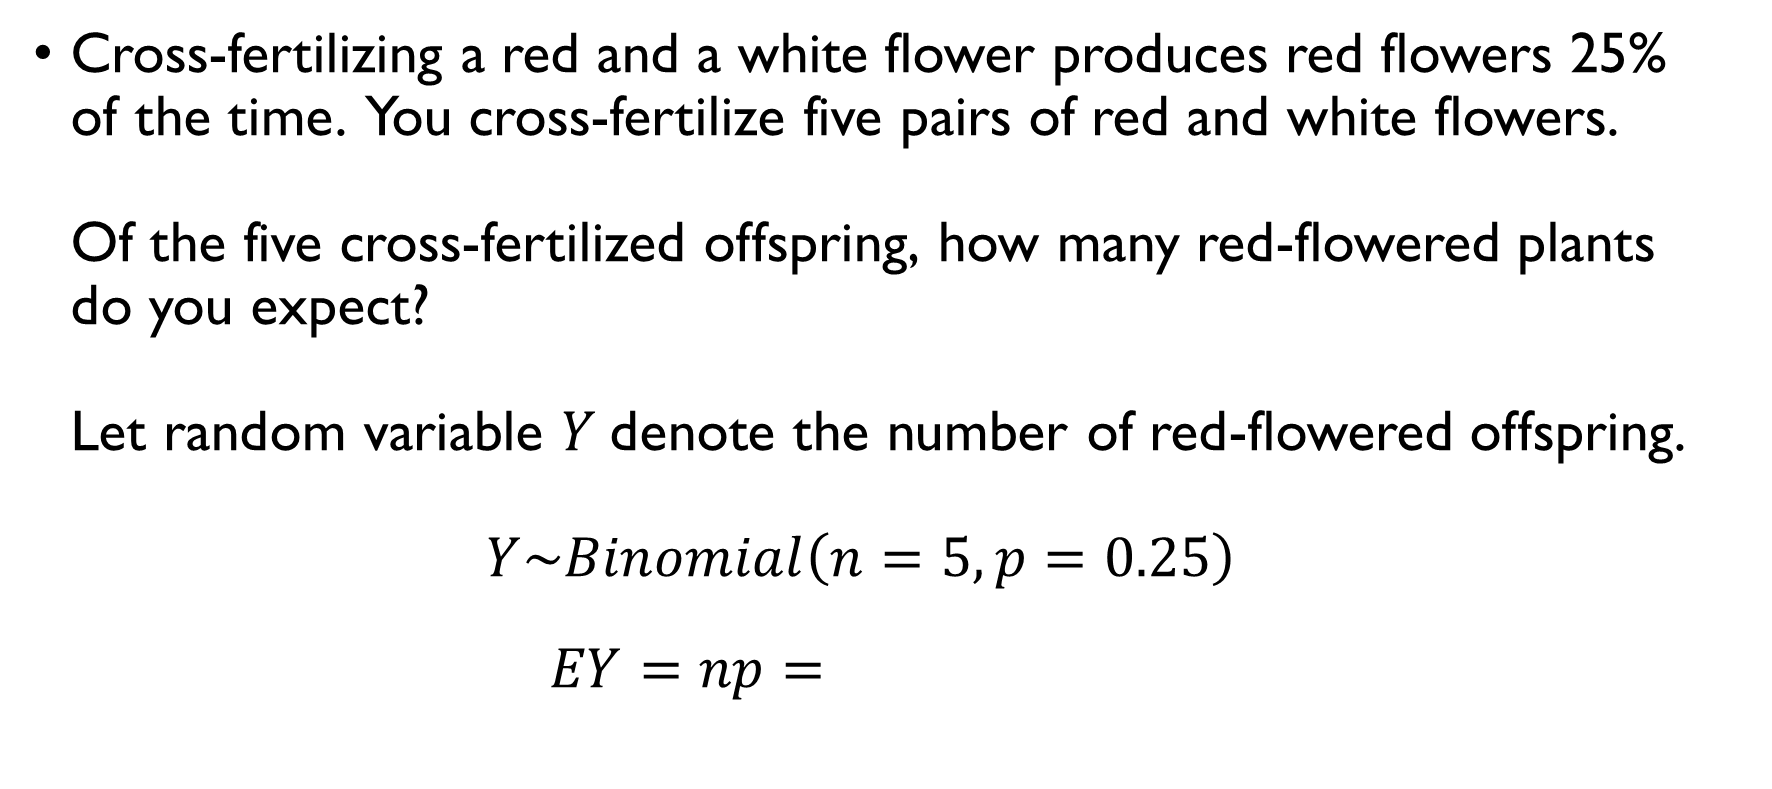 • Cross-fertilizing a red and a white flower produces red flowers 25%
of the time. You cross-fertilize five pairs of red and white flowers.
Of the five cross-fertilized offspring, how many red-flowered plants
do you expect?
Let random variable Y denote the number of red-flowered offspring.
Y~Binomial(n = 5, p = 0.25)
EY = np =